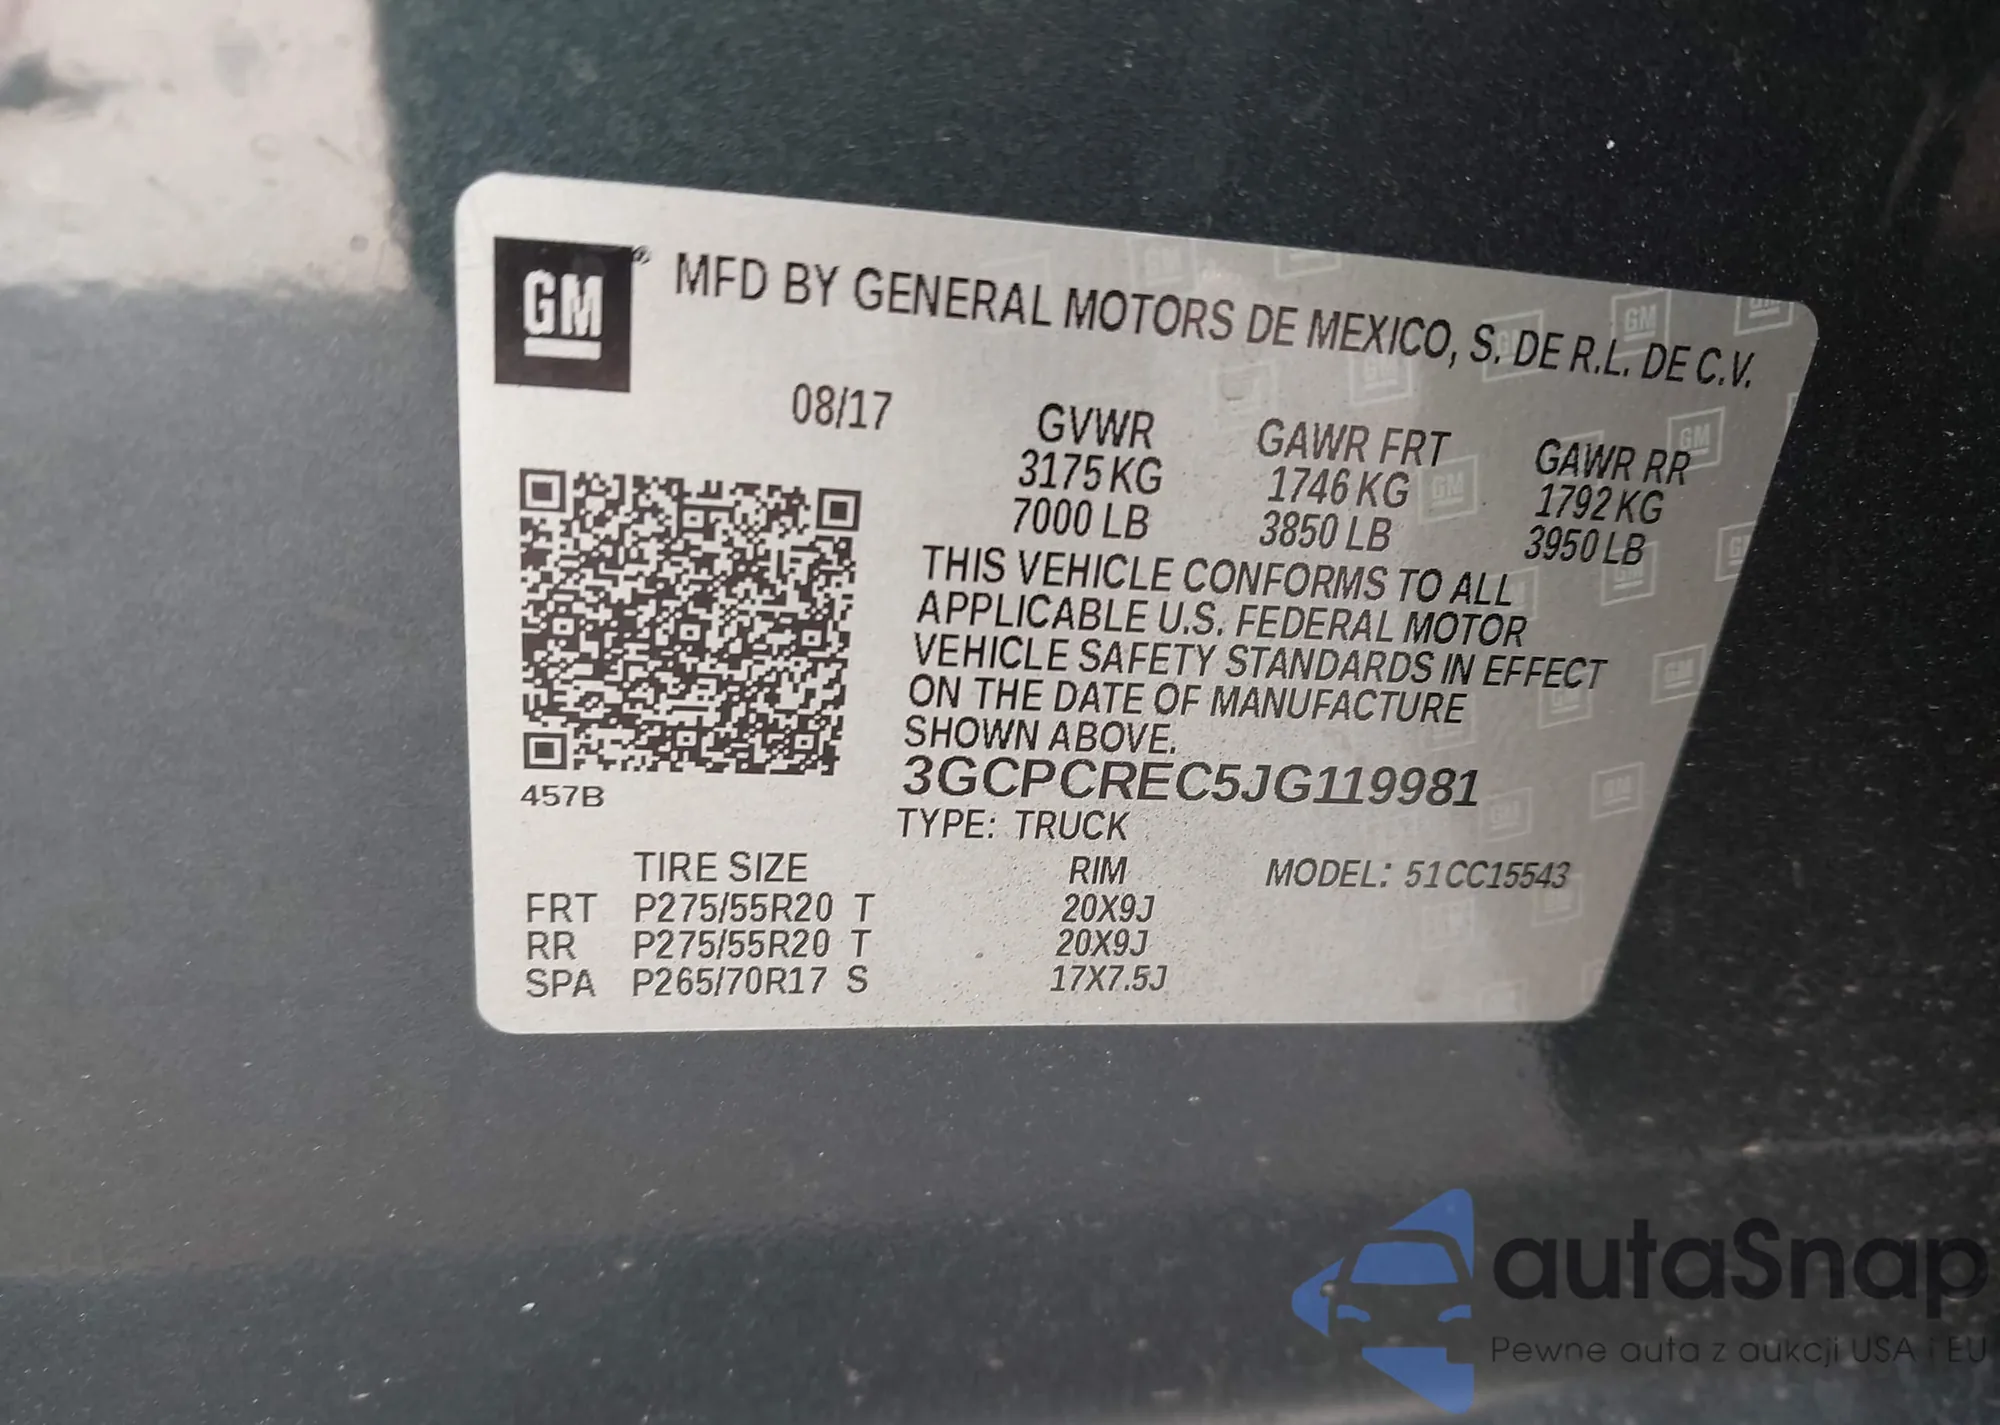 GM
MFD BY GENERAL MOTORS DE MEXICO, S. DE R.L. DE C.V.
08/17
GVWR GAWR FRT GAWR RR
3175 KG 1746 KG 1792 KG
7000 LB 3850 LB 3950 LB
THIS VEHICLE CONFORMS TO ALL
APPLICABLE U.S. FEDERAL MOTOR
VEHICLE SAFETY STANDARDS IN EFFECT
ON THE DATE OF MANUFACTURE
SHOWN ABOVE.
3GCPCREC5JG119981
457B
TYPE: TRUCK
TIRE SIZE RIM MODEL: 51CC15543
FRT P275/55R20 T 20X9J
RR P275/55R20 T 20X9J
SPA P265/70R17 S 17X7.5J
autaSnap
Pewne auta z aukcji USA i EU